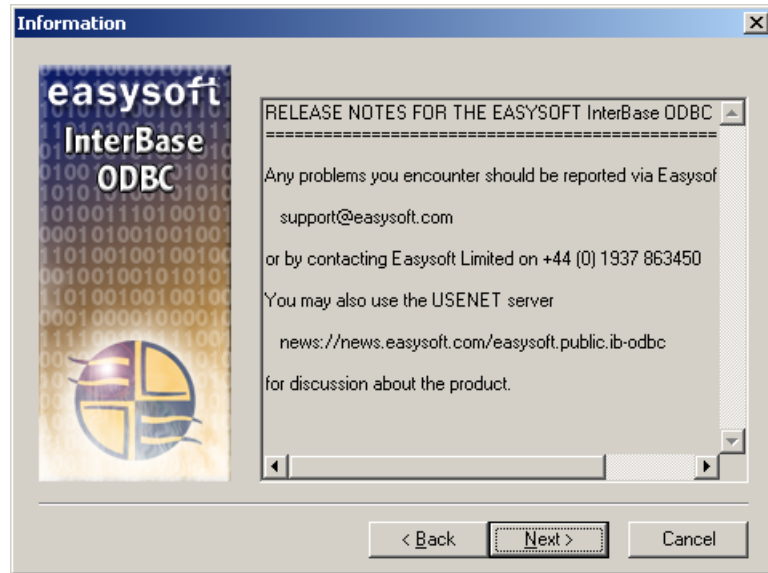 Information
easysoft
InterBase
ODBC
RELEASE NOTES FOR THE EASYSOFT InterBase ODBC
===============================================
Any problems you encounter should be reported via Easysof
support@easysoft.com
or by contacting Easysoft Limited on +44 (0) 1937 863450
You may also use the USENET server
news://news.easysoft.com/easysoft.public.ib-odbc
for discussion about the product.
< Back
Next >
Cancel